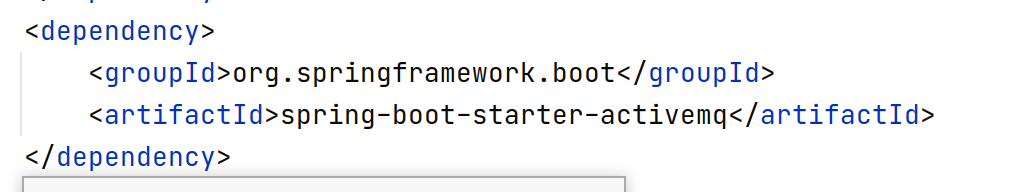 <dependency>
<groupId>org.springframework.boot</groupId>
<artifactId>spring-boot-starter-activemq</artifactId>
</dependency>